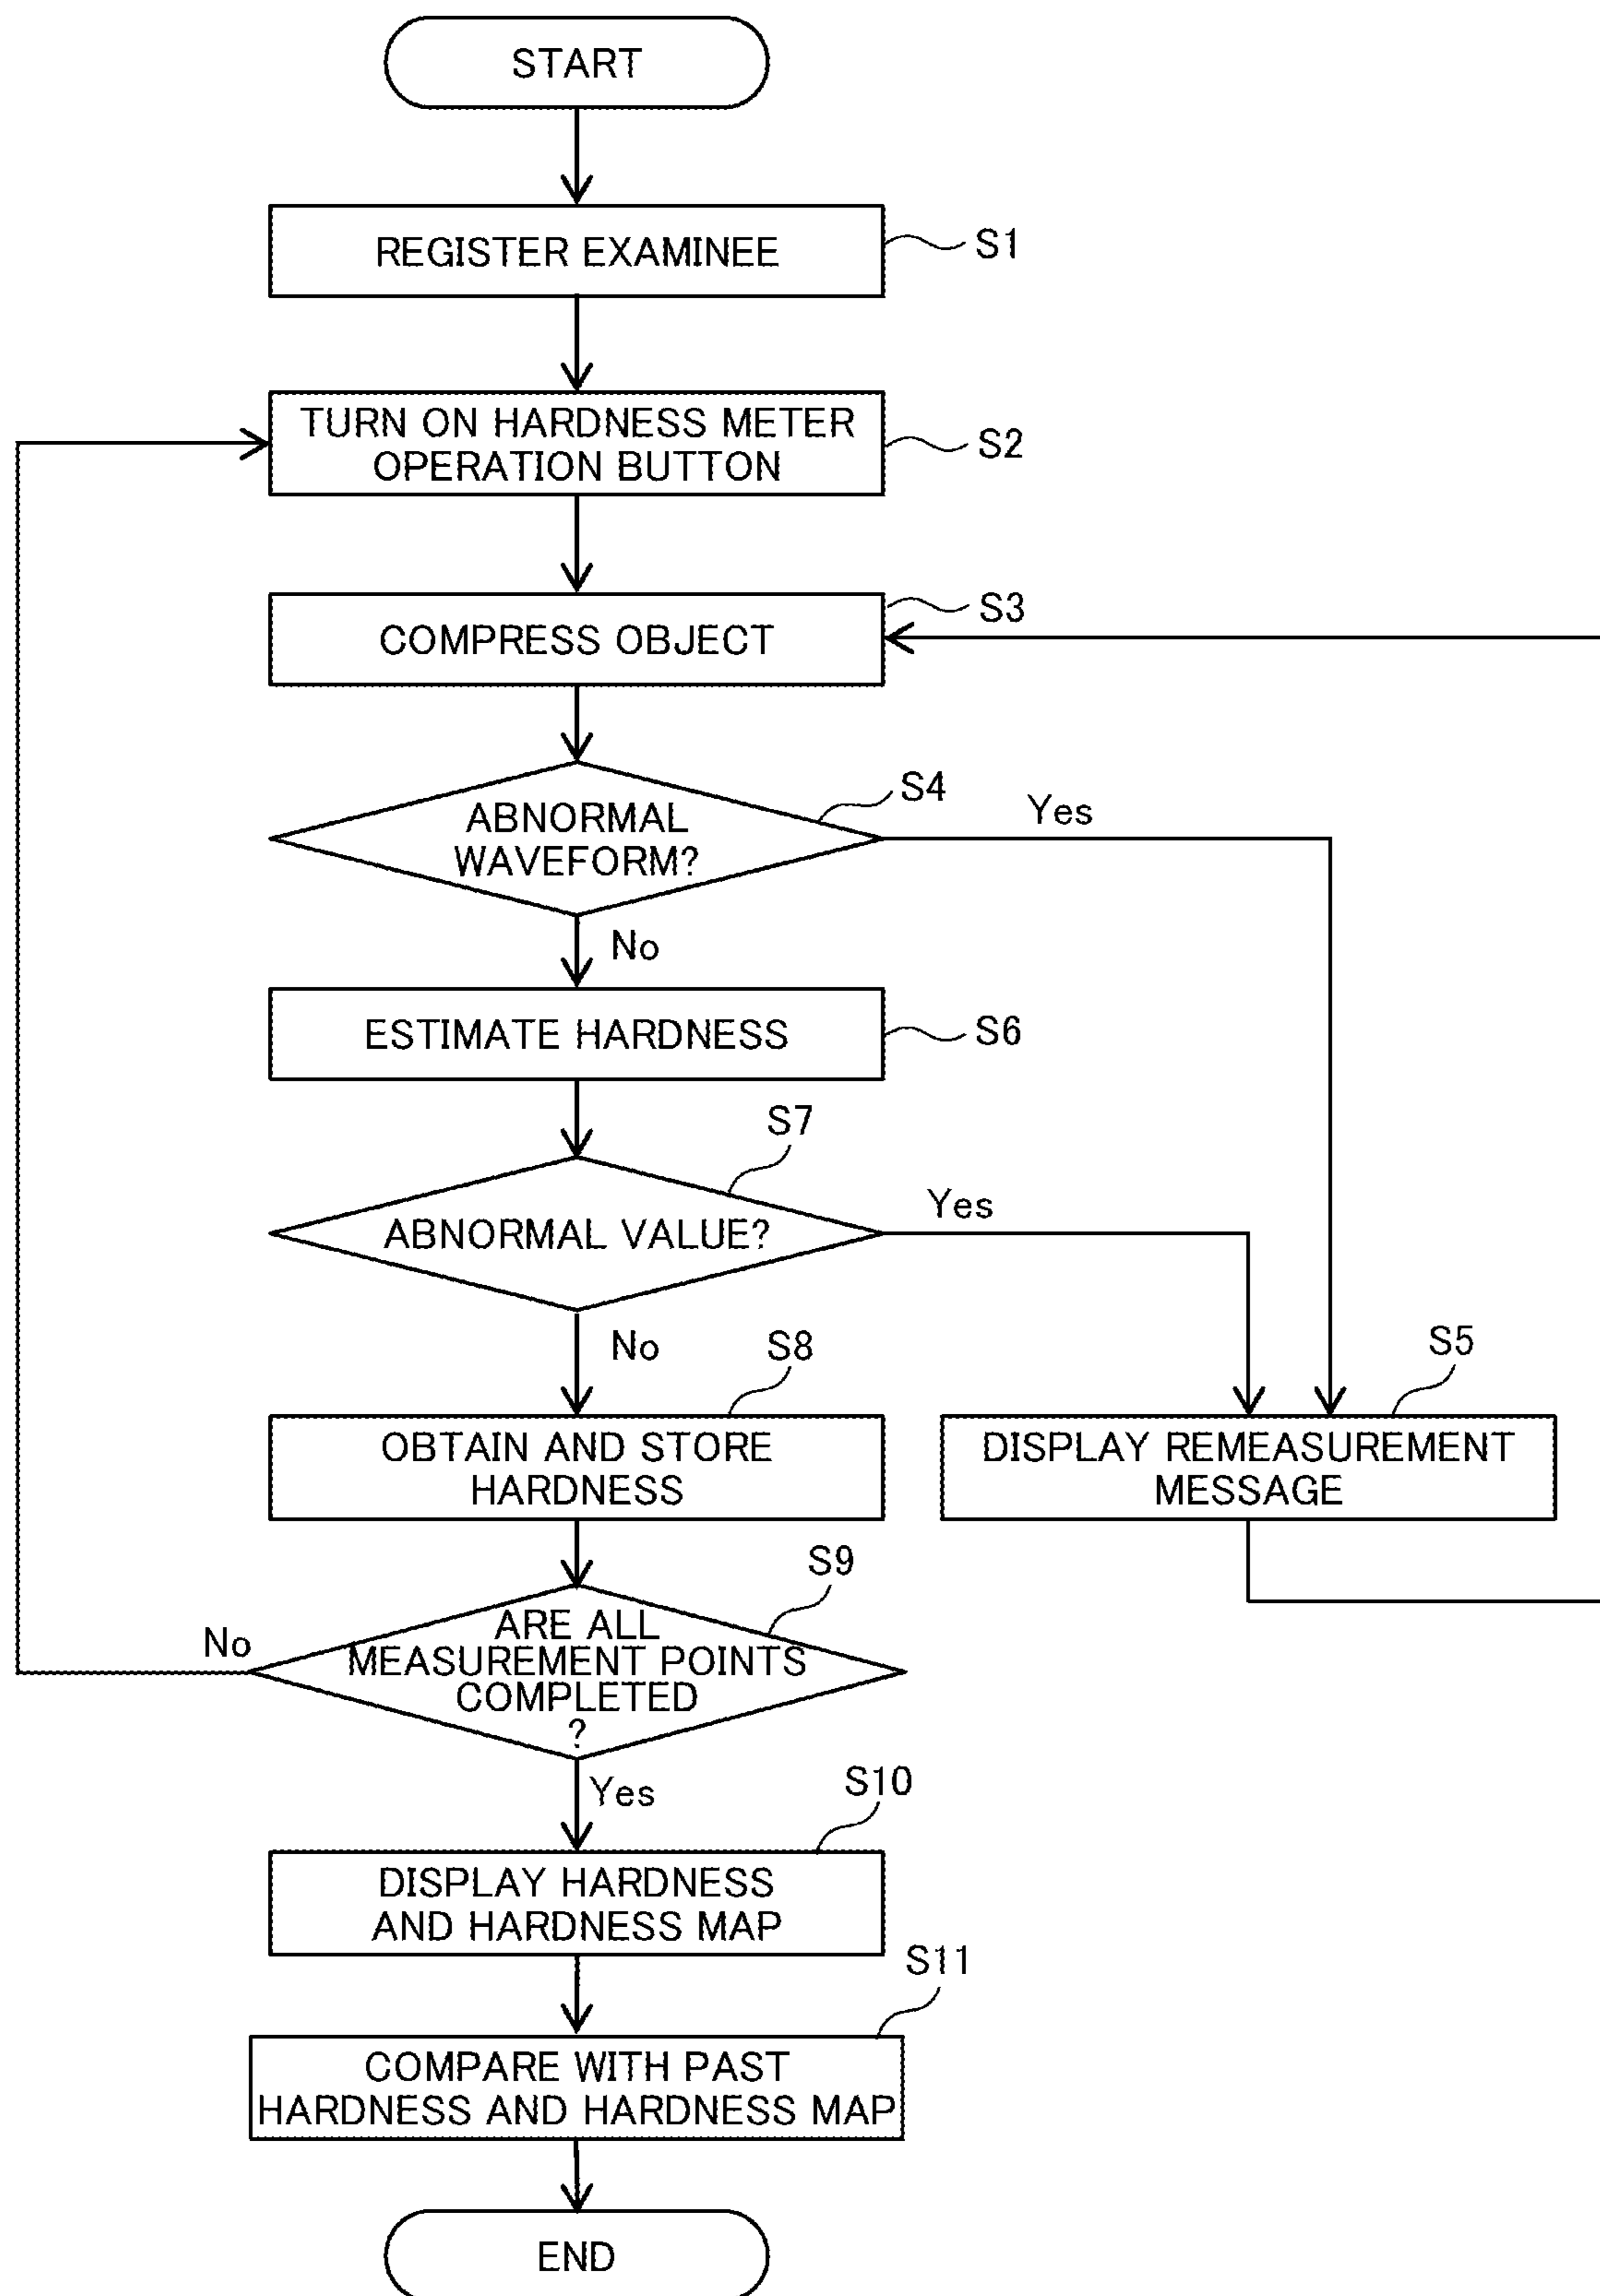 START
REGISTER EXAMINEE
S1
TURN ON HARDNESS METER
OPERATION BUTTON
S2
COMPRESS OBJECT
S3
ABNORMAL
WAVEFORM?
S4
Yes
No
ESTIMATE HARDNESS
S6
S7
ABNORMAL VALUE?
Yes
No
S8
OBTAIN AND STORE
HARDNESS
S5
DISPLAY REMEASUREMENT
MESSAGE
S9
ARE ALL
MEASUREMENT POINTS
COMPLETED
?
No
Yes
S10
DISPLAY HARDNESS
AND HARDNESS MAP
S11
COMPARE WITH PAST
HARDNESS AND HARDNESS MAP
END